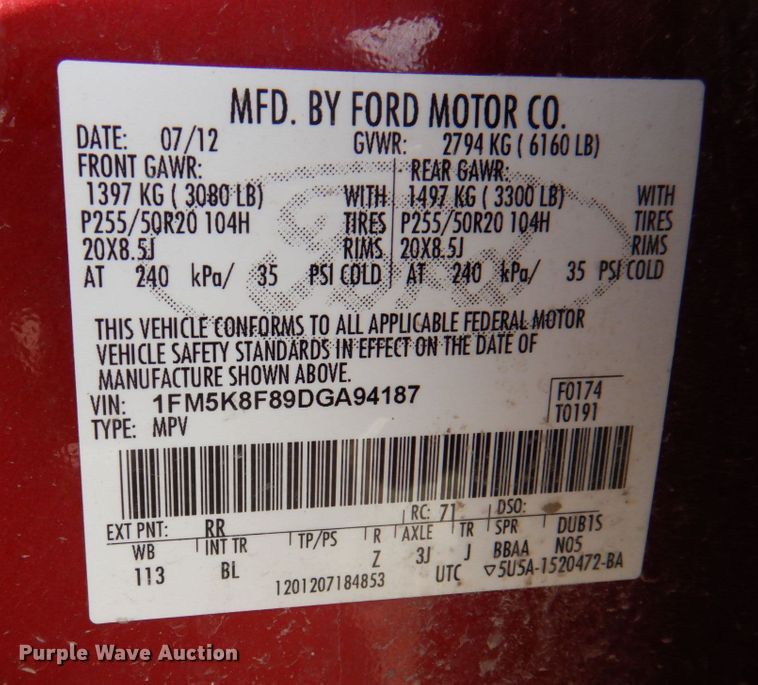 MFD. BY FORD MOTOR CO.
DATE: 07/12 GVWR: 2794 KG ( 6160 LB)
FRONT GAWR: REAR GAWR:
1397 KG ( 3080 LB) WITH 1497 KG ( 3300 LB) WITH
P255/50R20 104H TIRES P255/50R20 104H TIRES
20X8.5J RIMS 20X8.5J RIMS
AT 240 kPa/ 35 PSI COLD AT 240 kPa/ 35 PSI COLD
Ford
THIS VEHICLE CONFORMS TO ALL APPLICABLE FEDERAL MOTOR
VEHICLE SAFETY STANDARDS IN EFFECT ON THE DATE OF
MANUFACTURE SHOWN ABOVE.
VIN: 1FM5K8F89DGA94187 F0174
TYPE: MPV T0191
EXT PNT: RR RC: 71 DSO:
WB INT TR TP/PS R AXLE TR SPR DUB1S
113 BL Z 3J J BBAA N05
1201207184853 UTC ▽5U5A-1520472-BA
Purple Wave Auction